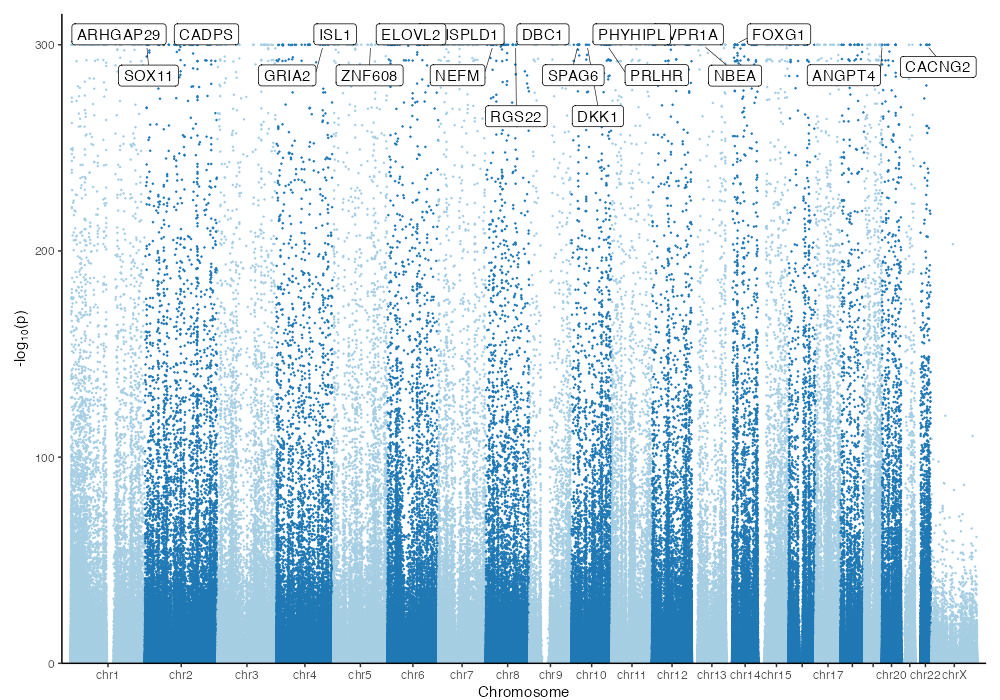 ARHGAP29 CADPS ISL1 ELOVL2 ISPLD1 DBC1 PHYHIPL VPR1A FOXG1
SOX11 GRIA2 ZNF608 NEFM SPAG6 PRLHR NBEA ANGPT4 CACNG2
RGS22 DKK1
300
200
100
0
-log10(p)
chr1 chr2 chr3 chr4 chr5 chr6 chr7 chr8 chr9 chr10 chr11 chr12 chr13 chr14 chr15 chr17 chr18 chr20 chr22 chrX
Chromosome